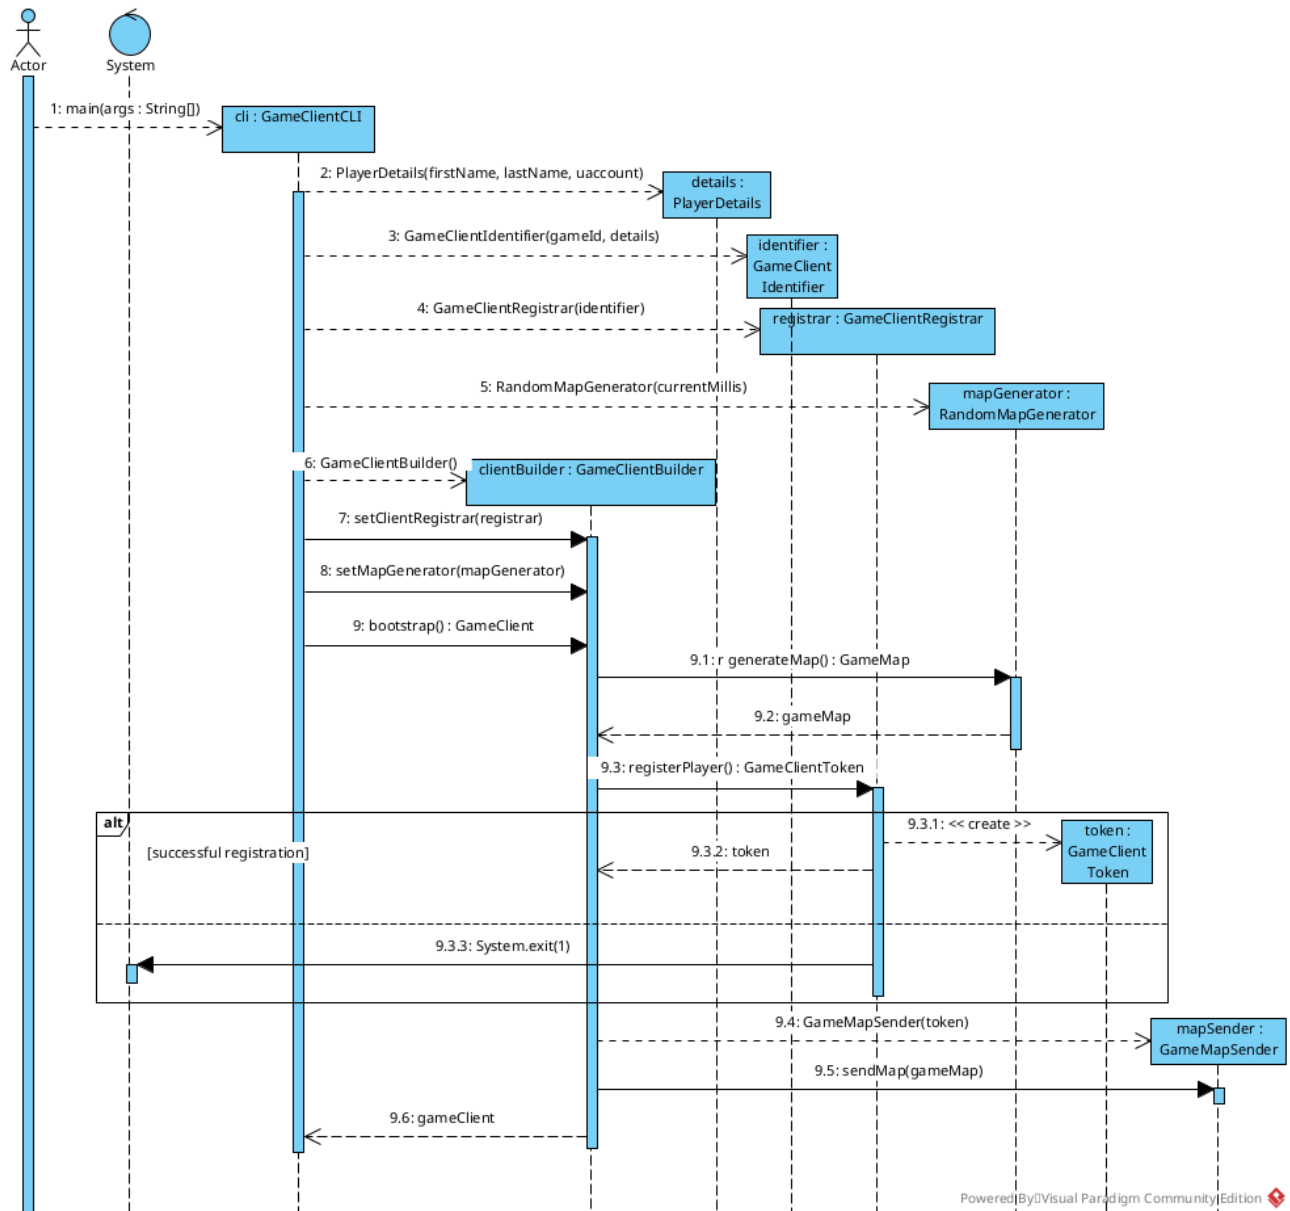 Actor
System
1: main(args : String[])
cli : GameClientCLI
2: PlayerDetails(firstName, lastName, uaccount)
details :
PlayerDetails
3: GameClientIdentifier(gameId, details)
identifier :
GameClient
Identifier
4: GameClientRegistrar(identifier)
registrar : GameClientRegistrar
5: RandomMapGenerator(currentMillis)
mapGenerator :
RandomMapGenerator
6: GameClientBuilder()
clientBuilder : GameClientBuilder
7: setClientRegistrar(registrar)
8: setMapGenerator(mapGenerator)
9: bootstrap() : GameClient
9.1: r generateMap() : GameMap
9.2: gameMap
9.3: registerPlayer() : GameClientToken
alt
[successful registration]
9.3.1: << create >>
token :
GameClient
Token
9.3.2: token
9.3.3: System.exit(1)
9.4: GameMapSender(token)
mapSender :
GameMapSender
9.5: sendMap(gameMap)
9.6: gameClient
Powered By▯Visual Paradigm Community Edition